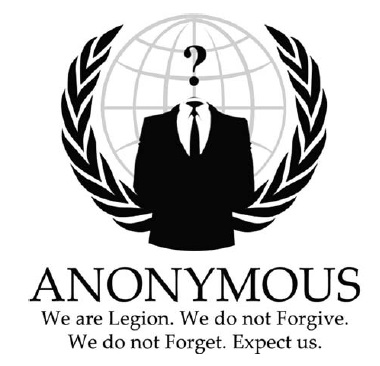 ?
ANONYMOUS
We are Legion. We do not Forgive.
We do not Forget. Expect us.